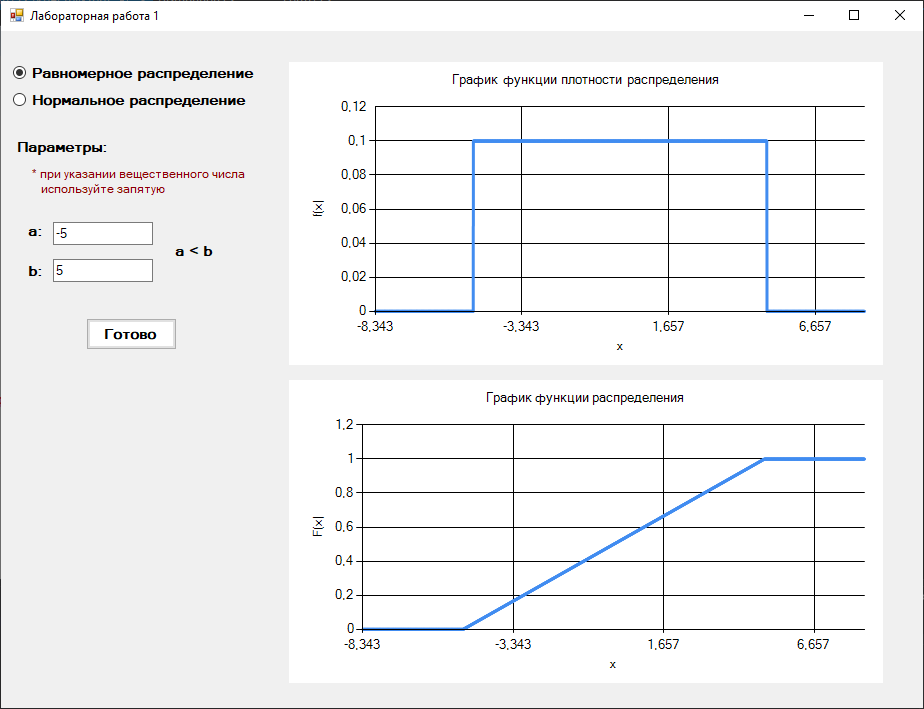 Лабораторная работа 1
Равномерное распределение
Нормальное распределение
Параметры:
* при указании вещественного числа
используйте запятую
a: -5
a < b
b: 5
Готово
График функции плотности распределения
0,12
0,1
0,08
0,06
0,04
0,02
0
f(x)
-8,343 -3,343 1,657 6,657
x
График функции распределения
1,2
1
0,8
0,6
0,4
0,2
0
F(x)
-8,343 -3,343 1,657 6,657
x